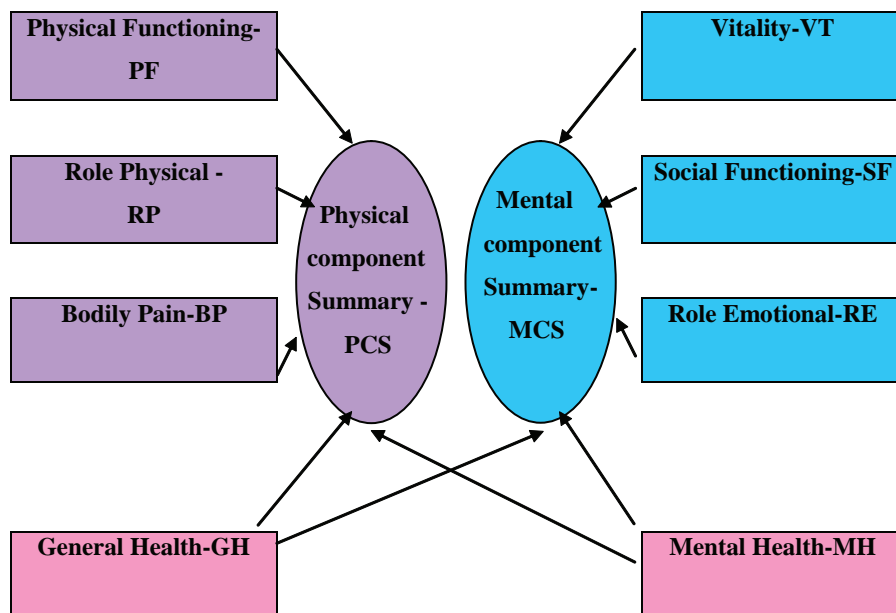 Physical Functioning-
PF
Role Physical -
RP
Bodily Pain-BP
General Health-GH
Physical
component
Summary -
PCS
Mental
component
Summary-
MCS
Vitality-VT
Social Functioning-SF
Role Emotional-RE
Mental Health-MH